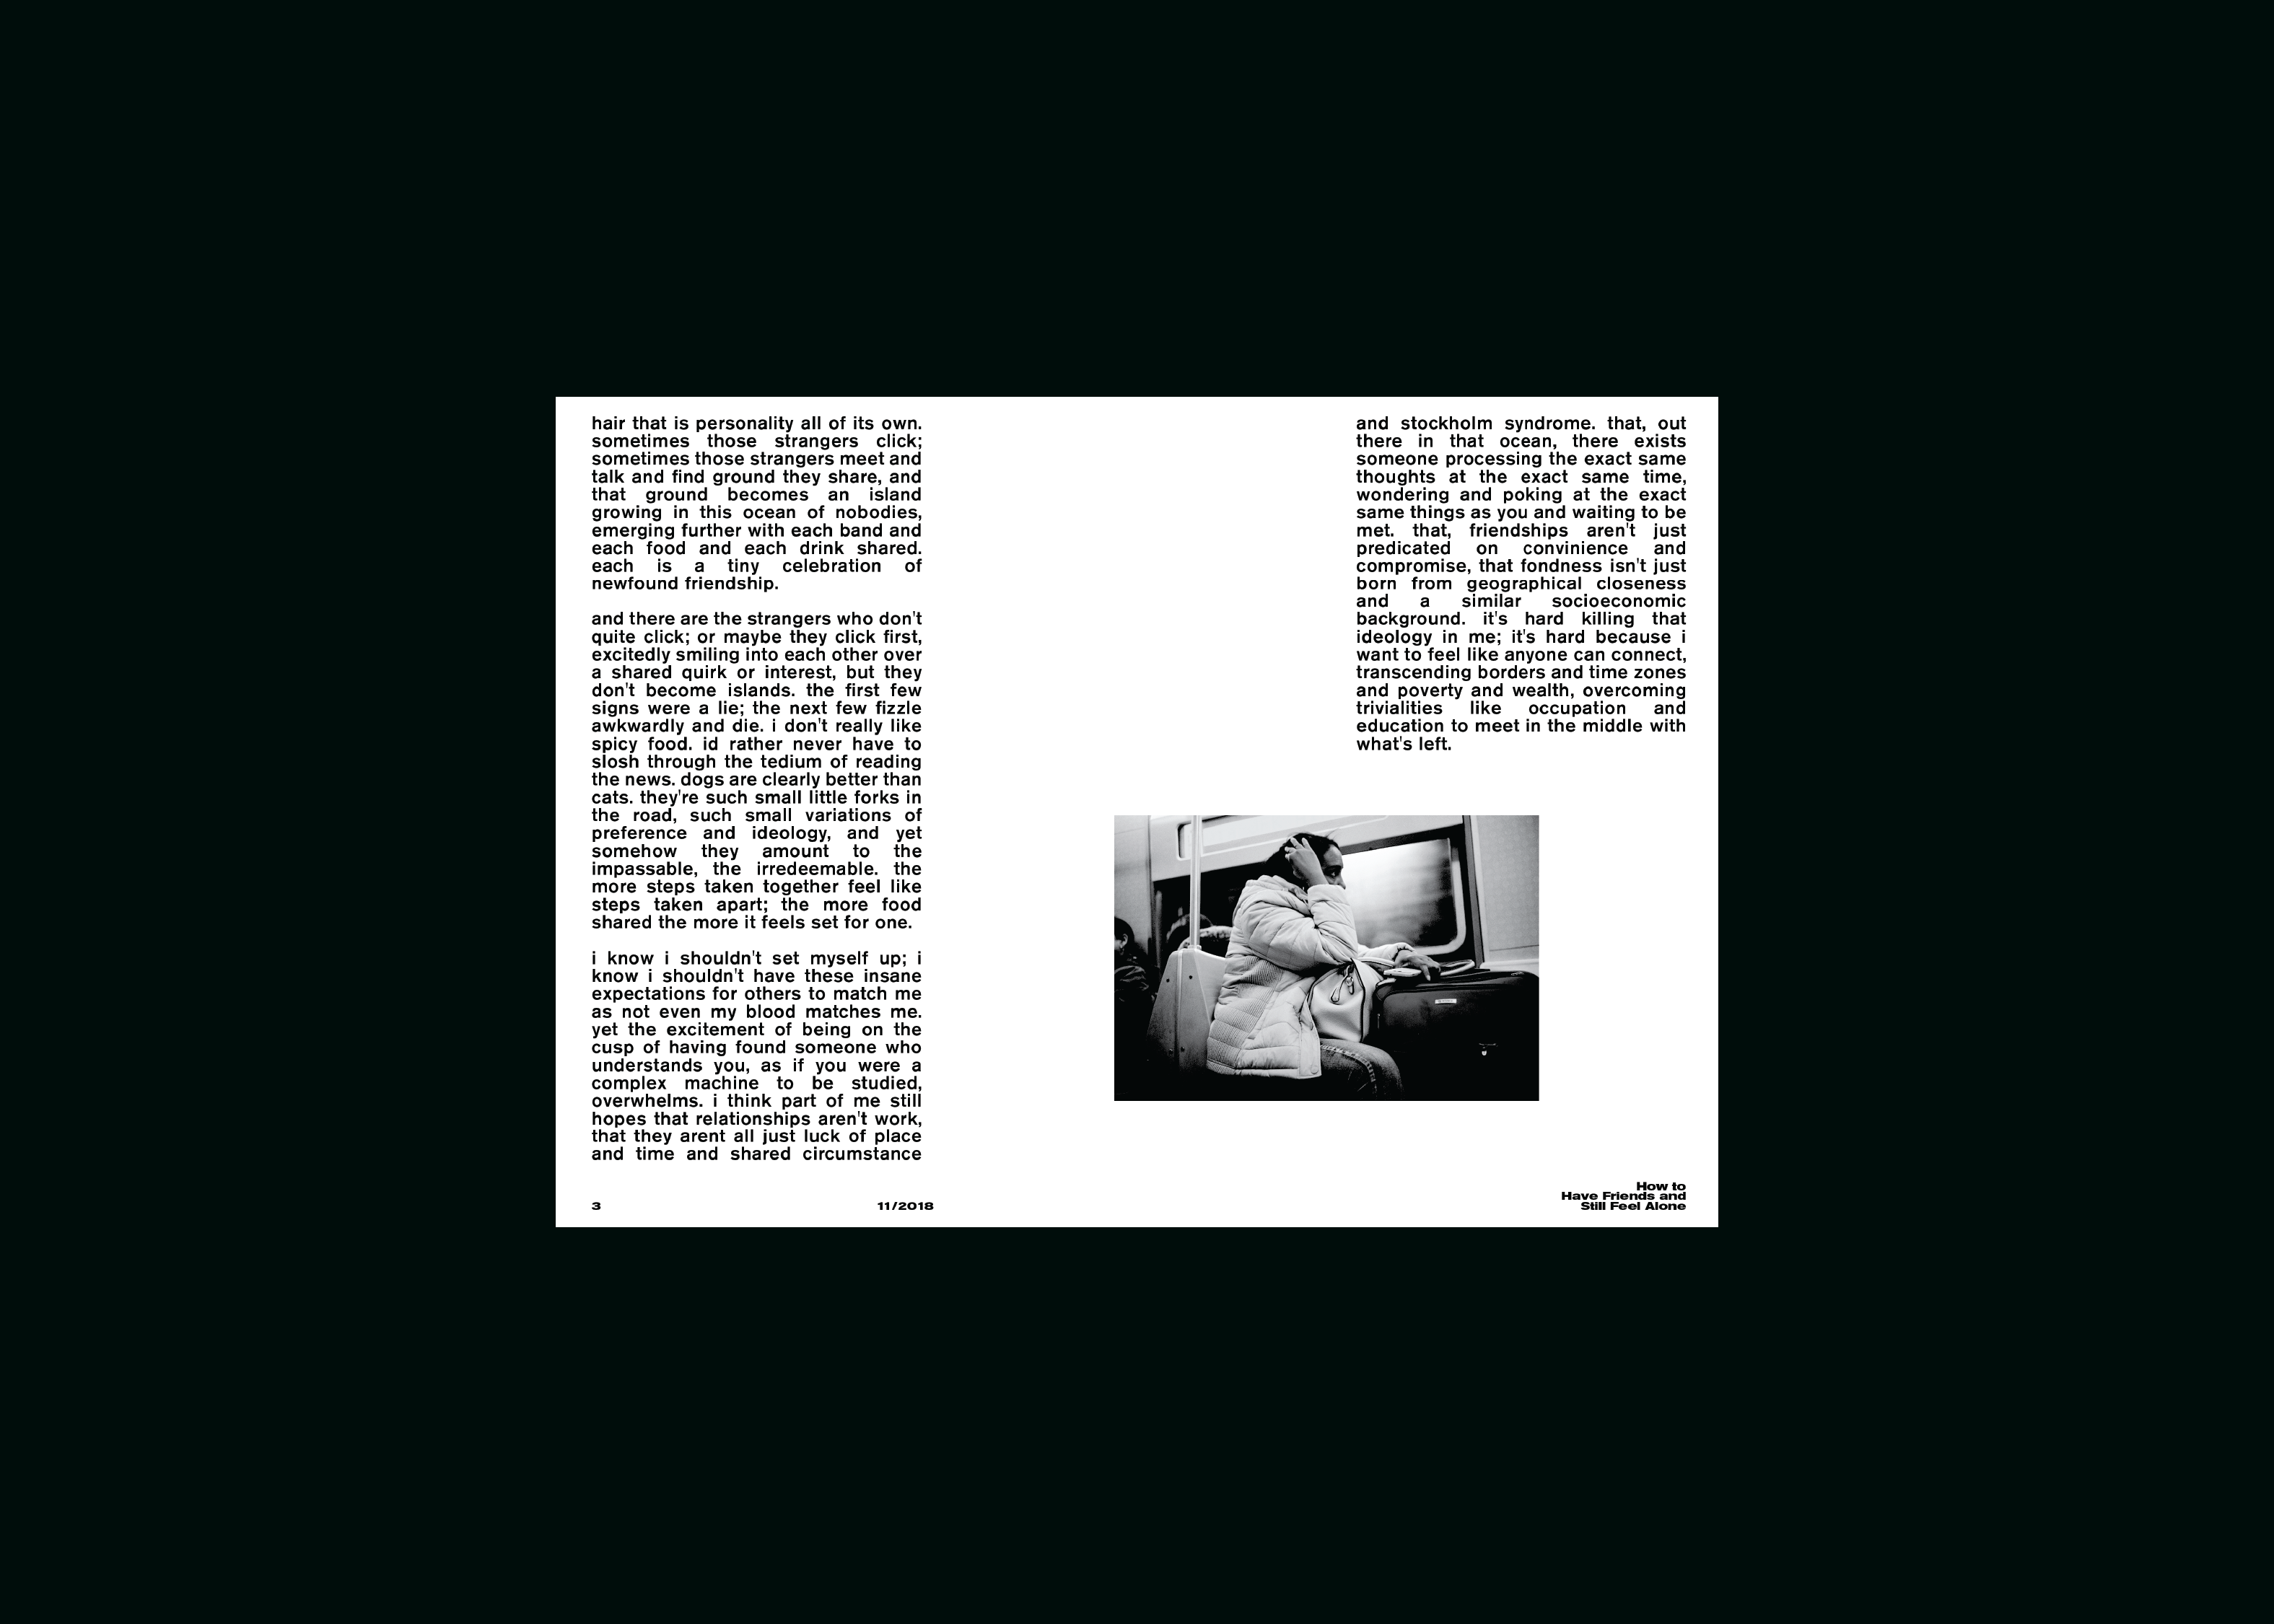 hair that is personality all of its own.
sometimes those strangers click;
sometimes those strangers meet and
talk and find ground they share, and
that ground becomes an island
growing in this ocean of nobodies,
emerging further with each band and
each food and each drink shared.
each is a tiny celebration of
newfound friendship.
and there are the strangers who don't
quite click; or maybe they click first,
excitedly smiling into each other over
a shared quirk or interest, but they
don't become islands. the first few
signs were a lie; the next few fizzle
awkwardly and die. i don't really like
spicy food. id rather never have to
slosh through the tedium of reading
the news. dogs are clearly better than
cats. they're such small little forks in
the road, such small variations of
preference and ideology, and yet
somehow they amount to the
impassable, the irredeemable. the
more steps taken together feel like
steps taken apart; the more food
shared the more it feels set for one.
i know i shouldn't set myself up; i
know i shouldn't have these insane
expectations for others to match me
as not even my blood matches me.
yet the excitement of being on the
cusp of having found someone who
understands you, as if you were a
complex machine to be studied,
overwhelms. i think part of me still
hopes that relationships aren't work,
that they arent all just luck of place
and time and shared circumstance
and stockholm syndrome. that, out
there in that ocean, there exists
someone processing the exact same
thoughts at the exact same time,
wondering and poking at the exact
same things as you and waiting to be
met. that, friendships aren't just
predicated on convinience and
compromise, that fondness isn't just
born from geographical closeness
and a similar socioeconomic
background. it's hard killing that
ideology in me; it's hard because i
want to feel like anyone can connect,
transcending borders and time zones
and poverty and wealth, overcoming
trivialities like occupation and
education to meet in the middle with
what's left.
3
11/2018
How to
Have Friends and
Still Feel Alone